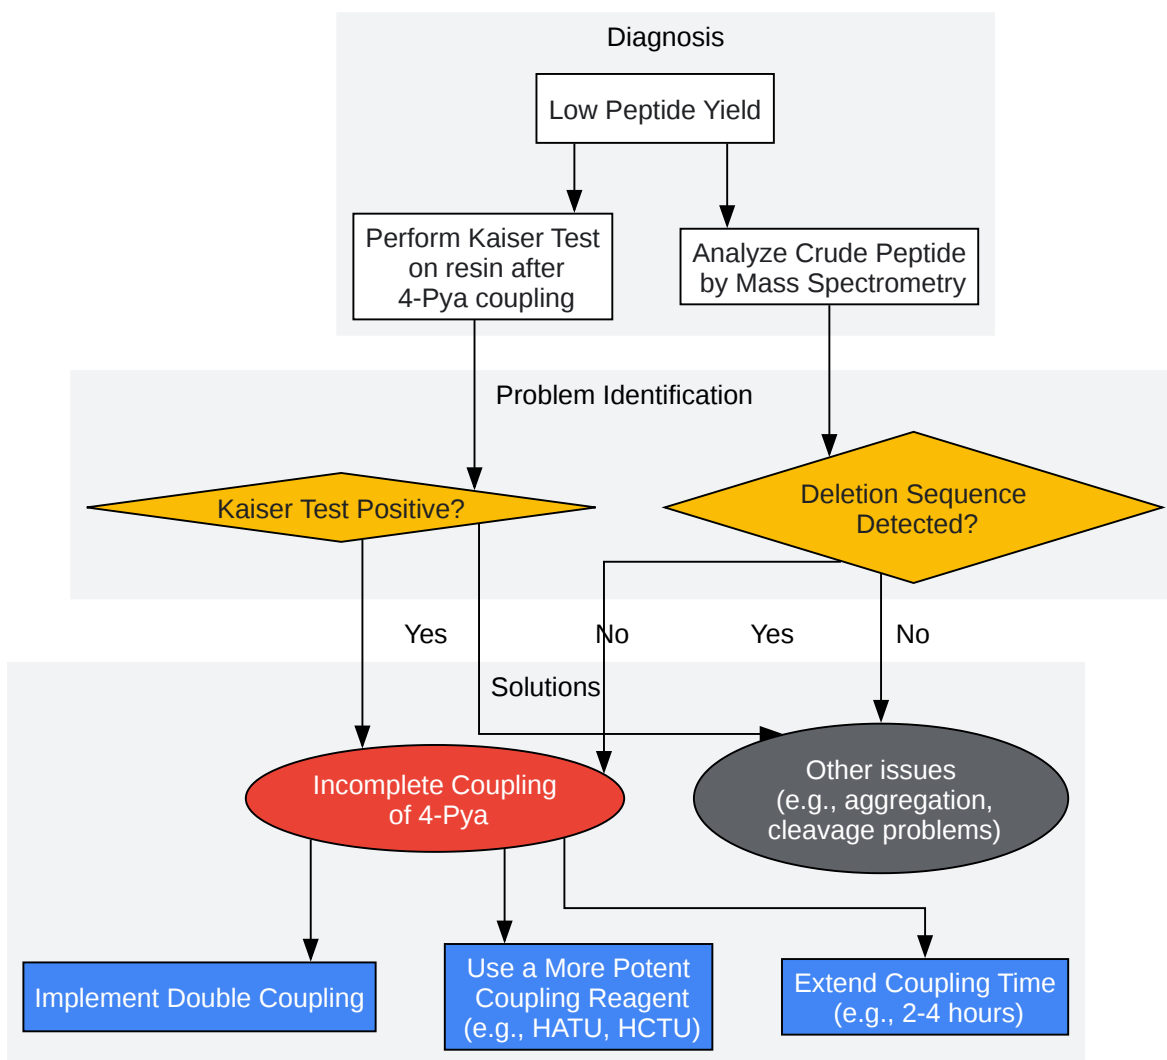 Diagnosis
Low Peptide Yield
Perform Kaiser Test
on resin after
4-Pya coupling
Analyze Crude Peptide
by Mass Spectrometry
Problem Identification
Kaiser Test Positive?
Deletion Sequence
Detected?
Yes
No
Yes
No
Solutions
Incomplete Coupling
of 4-Pya
Other issues
(e.g., aggregation,
cleavage problems)
Implement Double Coupling
Use a More Potent
Coupling Reagent
(e.g., HATU, HCTU)
Extend Coupling Time
(e.g., 2-4 hours)